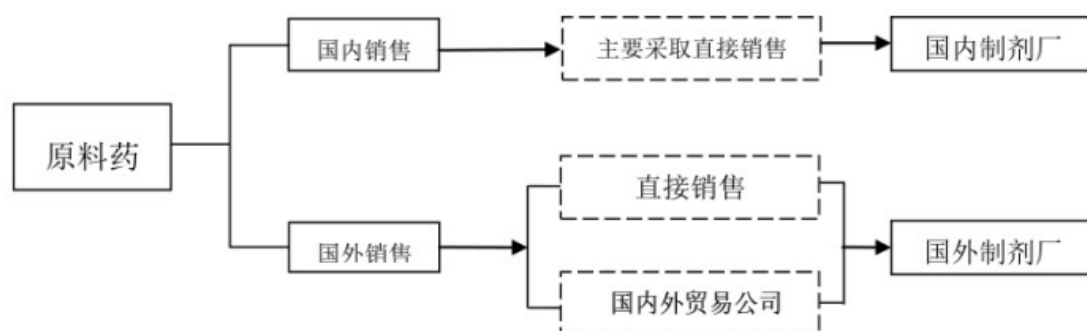 国内销售
主要采取直接销售
国内制剂厂
原料药
直接销售
国外销售
国外制剂厂
国内外贸易公司